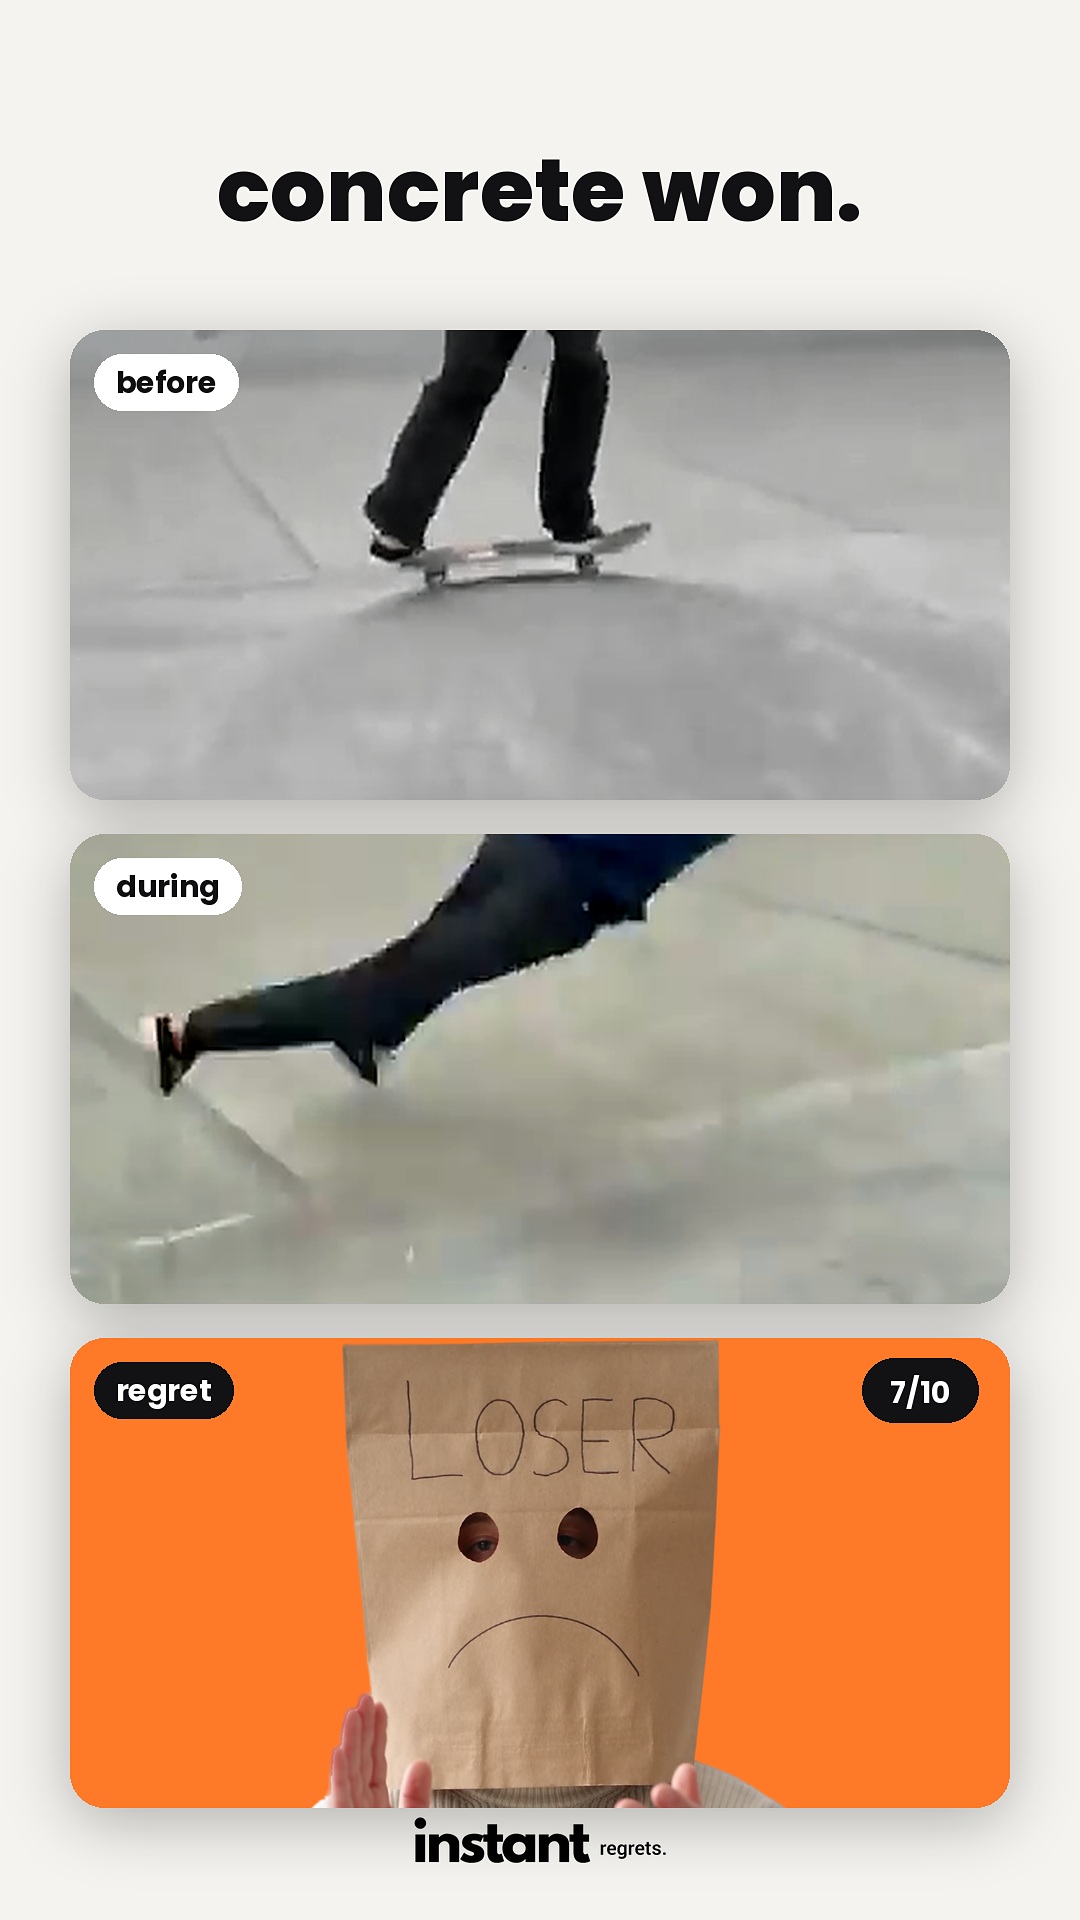 concrete won.
before
during
regret
7/10
LOSER
instant regrets.